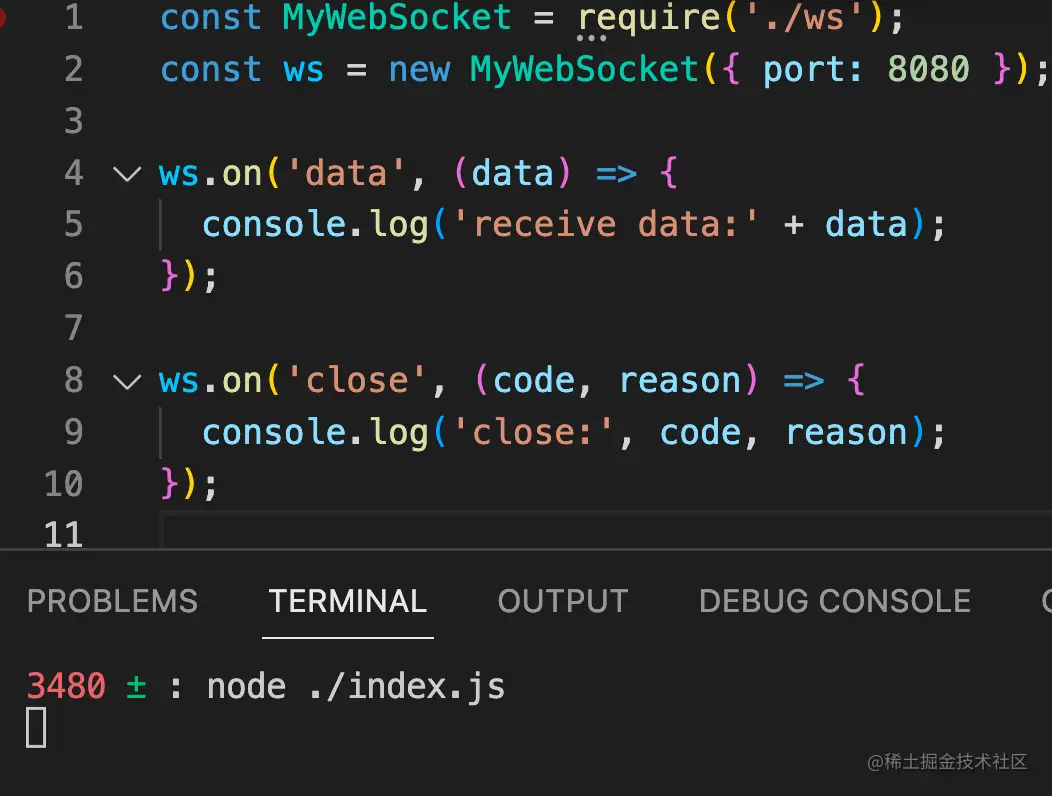 1 const MyWebSocket = require('./ws');
2 const ws = new MyWebSocket({ port: 8080 });
3
4 ws.on('data', (data) => {
5 console.log('receive data:' + data);
6 });
7
8 ws.on('close', (code, reason) => {
9 console.log('close:', code, reason);
10 });
11
PROBLEMS TERMINAL OUTPUT DEBUG CONSOLE
3480 ± : node ./index.js
@稀土掘金技术社区